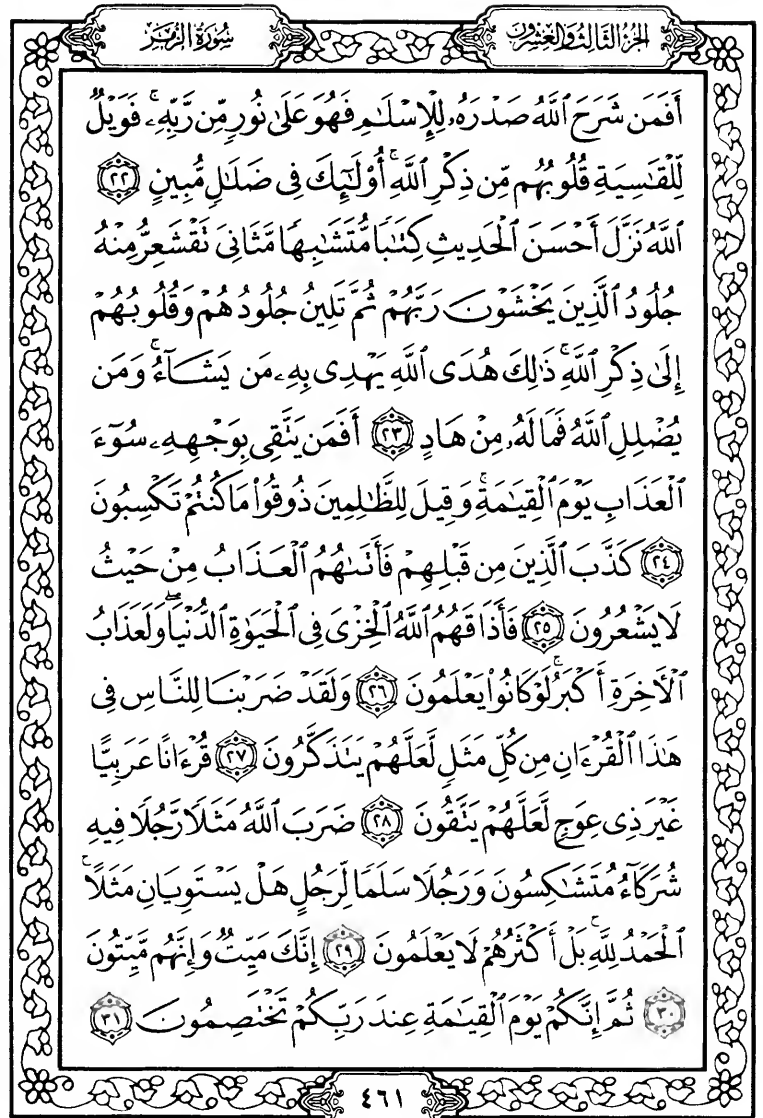 الجزء الثالث والعشرون
سورة الزمر
أَفَمَن شَرَحَ ٱللَّهُ صَدْرَهُۥ لِلْإِسْلَٰمِ فَهُوَ عَلَىٰ نُورٍ مِّن رَّبِّهِۦ ۚ فَوَيْلٌ
لِّلْقَٰسِيَةِ قُلُوبُهُم مِّن ذِكْرِ ٱللَّهِ ۚ أُو۟لَٰٓئِكَ فِى ضَلَٰلٍ مُّبِينٍ ٢٢
ٱللَّهُ نَزَّلَ أَحْسَنَ ٱلْحَدِيثِ كِتَٰبًا مُّتَشَٰبِهًا مَّثَانِىَ تَقْشَعِرُّ مِنْهُ
جُلُودُ ٱلَّذِينَ يَخْشَوْنَ رَبَّهُمْ ثُمَّ تَلِينُ جُلُودُهُمْ وَقُلُوبُهُمْ
إِلَىٰ ذِكْرِ ٱللَّهِ ۚ ذَٰلِكَ هُدَى ٱللَّهِ يَهْدِى بِهِۦ مَن يَشَآءُ ۚ وَمَن
يُضْلِلِ ٱللَّهُ فَمَا لَهُۥ مِنْ هَادٍ ٢٣ أَفَمَن يَتَّقِى بِوَجْهِهِۦ سُوٓءَ
ٱلْعَذَابِ يَوْمَ ٱلْقِيَٰمَةِ ۚ وَقِيلَ لِلظَّٰلِمِينَ ذُوقُوا۟ مَا كُنتُمْ تَكْسِبُونَ
٢٤ كَذَّبَ ٱلَّذِينَ مِن قَبْلِهِمْ فَأَتَىٰهُمُ ٱلْعَذَابُ مِنْ حَيْثُ
لَا يَشْعُرُونَ ٢٥ فَأَذَاقَهُمُ ٱللَّهُ ٱلْخِزْىَ فِى ٱلْحَيَوٰةِ ٱلدُّنْيَا ۖ وَلَعَذَابُ
ٱلْءَاخِرَةِ أَكْبَرُ ۚ لَوْ كَانُوا۟ يَعْلَمُونَ ٢٦ وَلَقَدْ ضَرَبْنَا لِلنَّاسِ فِى
هَٰذَا ٱلْقُرْءَانِ مِن كُلِّ مَثَلٍ لَّعَلَّهُمْ يَتَذَكَّرُونَ ٢٧ قُرْءَانًا عَرَبِيًّا
غَيْرَ ذِى عِوَجٍ لَّعَلَّهُمْ يَتَّقُونَ ٢٨ ضَرَبَ ٱللَّهُ مَثَلًا رَّجُلًا فِيهِ
شُرَكَآءُ مُتَشَٰكِسُونَ وَرَجُلًا سَلَمًا لِّرَجُلٍ هَلْ يَسْتَوِيَانِ مَثَلًا ۚ
ٱلْحَمْدُ لِلَّهِ ۚ بَلْ أَكْثَرُهُمْ لَا يَعْلَمُونَ ٢٩ إِنَّكَ مَيِّتٌ وَإِنَّهُم مَّيِّتُونَ
٣٠ ثُمَّ إِنَّكُمْ يَوْمَ ٱلْقِيَٰمَةِ عِندَ رَبِّكُمْ تَخْتَصِمُونَ ٣١
٤٦١